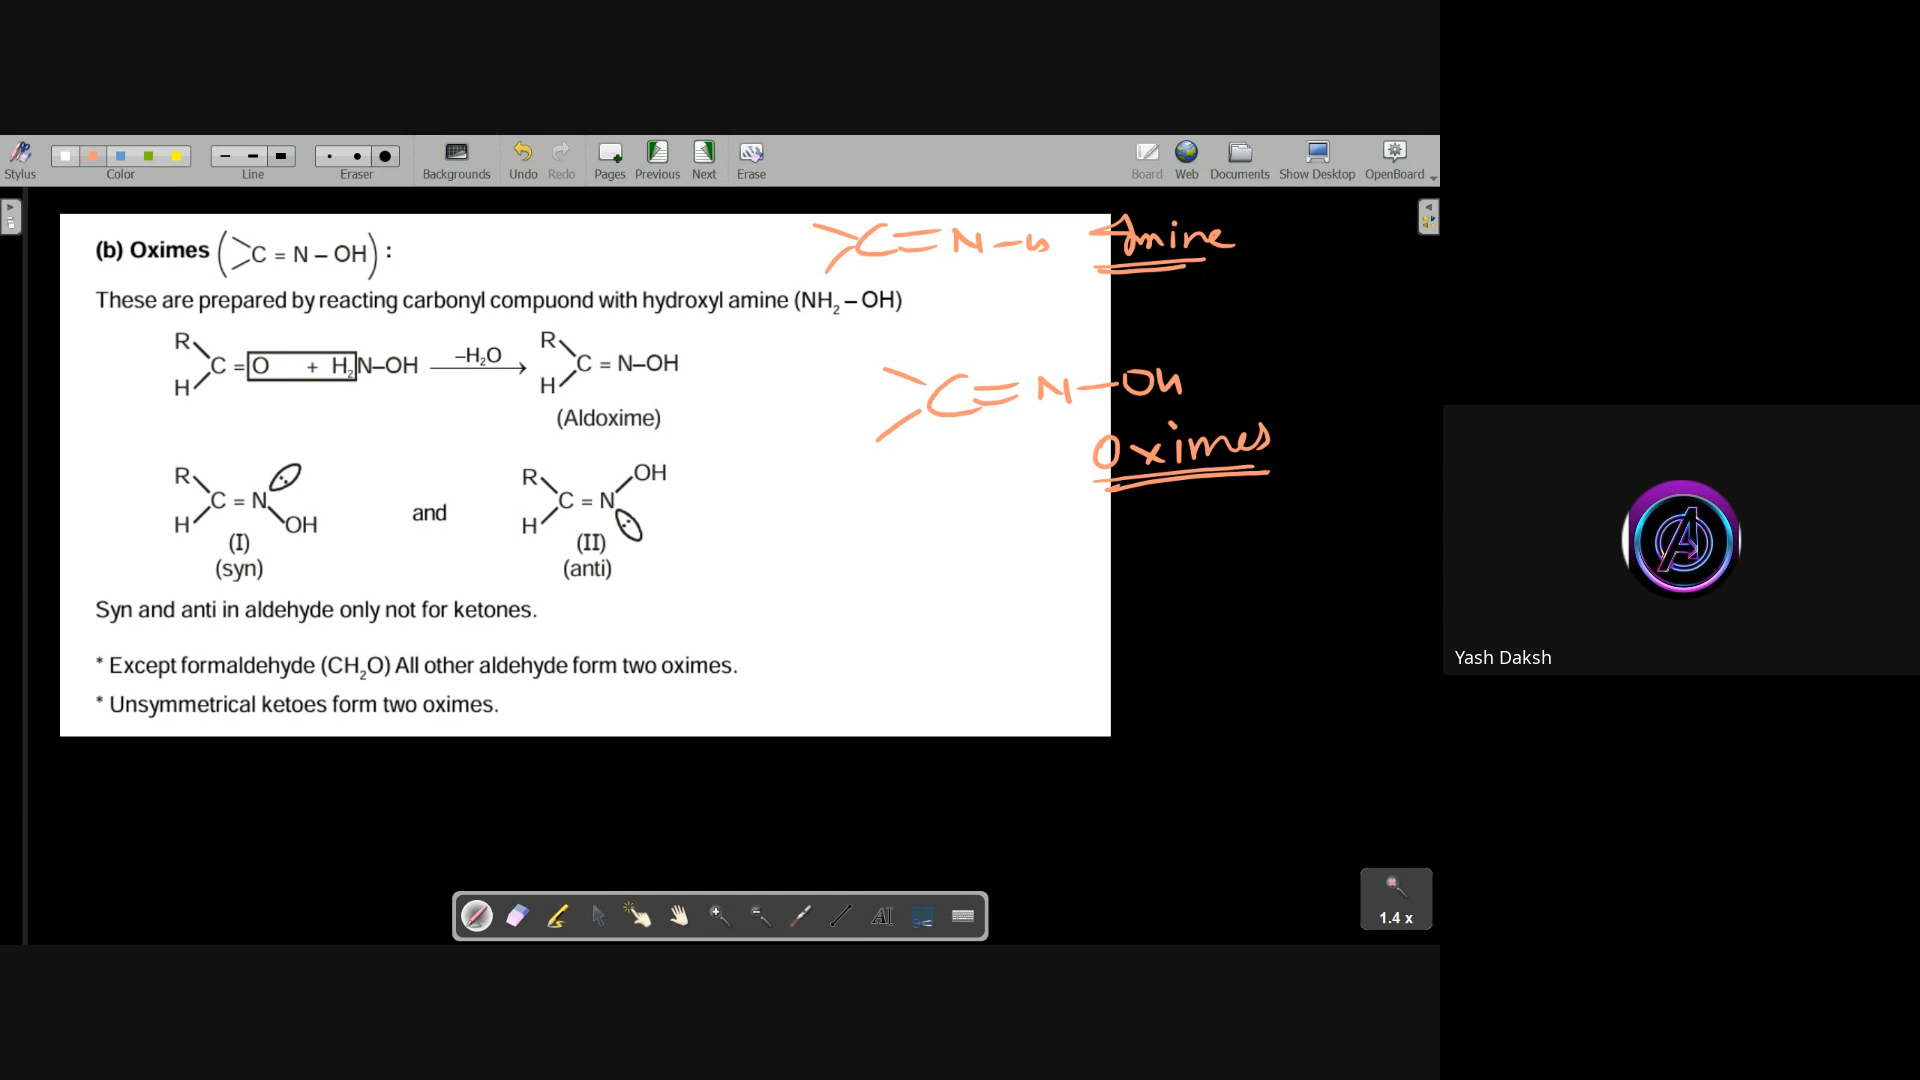 Stylus Color Line Eraser Backgrounds Undo Redo Pages Previous Next Erase Board Web Documents Show Desktop OpenBoard
(b) Oximes (>C = N – OH) :
>C=N–
Amine
These are prepared by reacting carbonyl compuond with hydroxyl amine (NH₂ – OH)
R
H
C = O + H₂N–OH
–H₂O
R
H
C = N–OH
(Aldoxime)
>C=N–OH
Oximes
R
H
C = N
OH
(I)
(syn)
and
R
H
C = N
OH
(II)
(anti)
Syn and anti in aldehyde only not for ketones.
* Except formaldehyde (CH₂O) All other aldehyde form two oximes.
* Unsymmetrical ketoes form two oximes.
Yash Daksh
1.4 x